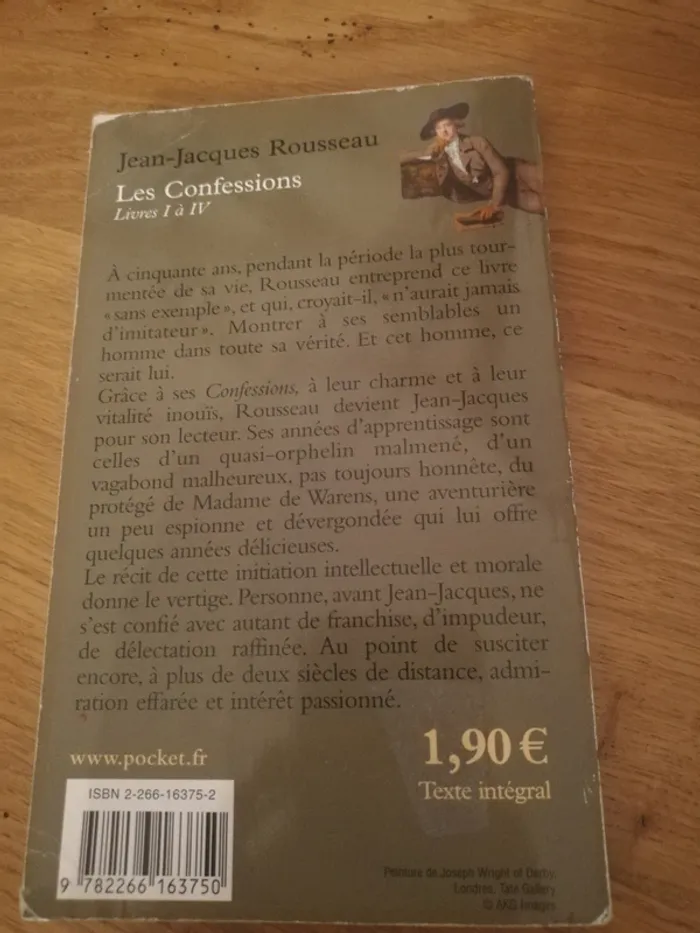 Jean-Jacques Rousseau
Les Confessions
Livres I à IV
À cinquante ans, pendant la période la plus tour-
mentée de sa vie, Rousseau entreprend ce livre
« sans exemple », et qui, croyait-il, « n'aurait jamais
d'imitateur ». Montrer à ses semblables un
homme dans toute sa vérité. Et cet homme, ce
serait lui.
Grâce à ses Confessions, à leur charme et à leur
vitalité inouïs, Rousseau devient Jean-Jacques
pour son lecteur. Ses années d'apprentissage sont
celles d'un quasi-orphelin malmené, d'un
vagabond malheureux, pas toujours honnête, du
protégé de Madame de Warens, une aventurière
un peu espionne et dévergondée qui lui offre
quelques années délicieuses.
Le récit de cette initiation intellectuelle et morale
donne le vertige. Personne, avant Jean-Jacques, ne
s'est confié avec autant de franchise, d'impudeur,
de délectation raffinée. Au point de susciter
encore, à plus de deux siècles de distance, admi-
ration effarée et intérêt passionné.
www.pocket.fr
1,90 €
Texte intégral
ISBN 2-266-16375-2
9 782266 163750
Peinture de Joseph Wright of Derby,
Londres, Tate Gallery
© AKG Images